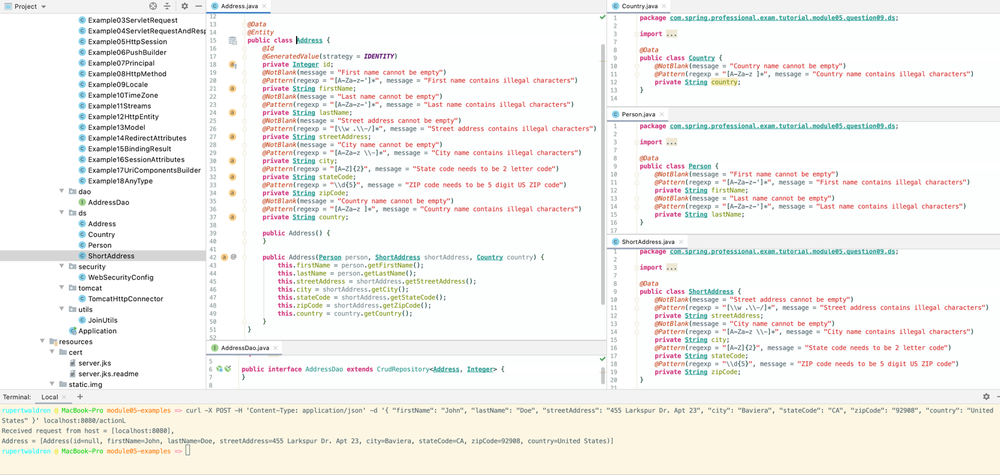 Project
Example03ServletRequest
Example04ServletRequestAndResp
Example05HttpSession
Example06PushBuilder
Example07Principal
Example08HttpMethod
Example09Locale
Example10TimeZone
Example11Streams
Example12HttpEntity
Example13Model
Example14RedirectAttributes
Example15BindingResult
Example16SessionAttributes
Example17UriComponentsBuilder
Example18AnyType
dao
AddressDao
ds
Address
Country
Person
ShortAddress
security
WebSecurityConfig
tomcat
TomcatHttpConnector
utils
JoinUtils
Application
resources
cert
server.jks
server.jks.readme
static.img
Address.java
12
13 @Data
14 @Entity
15 public class Address {
16 @Id
17 @GeneratedValue(strategy = IDENTITY)
18 private Integer id;
19 @NotBlank(message = "First name cannot be empty")
20 @Pattern(regexp = "[A-Za-z-']*", message = "First name contains illegal characters")
21 private String firstName;
22 @NotBlank(message = "Last name cannot be empty")
23 @Pattern(regexp = "[A-Za-z-']*", message = "Last name contains illegal characters")
24 private String lastName;
25 @NotBlank(message = "Street address cannot be empty")
26 @Pattern(regexp = "[\\w .\\-/]*", message = "Street address contains illegal characters")
27 private String streetAddress;
28 @NotBlank(message = "City name cannot be empty")
29 @Pattern(regexp = "[A-Za-z \\-]*", message = "City name contains illegal characters")
30 private String city;
31 @Pattern(regexp = "[A-Z]{2}", message = "State code needs to be 2 letter code")
32 private String stateCode;
33 @Pattern(regexp = "\\d{5}", message = "ZIP code needs to be 5 digit US ZIP code")
34 private String zipCode;
35 @NotBlank(message = "Country name cannot be empty")
36 @Pattern(regexp = "[A-Za-z ]*", message = "Country name contains illegal characters")
37 private String country;
38
39 public Address() {
40 }
41
42 @ public Address(Person person, ShortAddress shortAddress, Country country) {
43 this.firstName = person.getFirstName();
44 this.lastName = person.getLastName();
45 this.streetAddress = shortAddress.getStreetAddress();
46 this.city = shortAddress.getCity();
47 this.stateCode = shortAddress.getStateCode();
48 this.zipCode = shortAddress.getZipCode();
49 this.country = country.getCountry();
50 }
51 }
52
AddressDao.java
5
6 public interface AddressDao extends CrudRepository<Address, Integer> {
7 }
8
Country.java
1 package com.spring.professional.exam.tutorial.module05.question09.ds;
2
3 import ...
7
8 @Data
9 public class Country {
10 @NotBlank(message = "Country name cannot be empty")
11 @Pattern(regexp = "[A-Za-z ]*", message = "Country name contains illegal characters")
12 private String country;
13 }
14
Person.java
1 package com.spring.professional.exam.tutorial.module05.question09.ds;
2
3 import ...
7
8 @Data
9 public class Person {
10 @NotBlank(message = "First name cannot be empty")
11 @Pattern(regexp = "[A-Za-z-']*", message = "First name contains illegal characters")
12 private String firstName;
13 @NotBlank(message = "Last name cannot be empty")
14 @Pattern(regexp = "[A-Za-z-']*", message = "Last name contains illegal characters")
15 private String lastName;
16 }
17
ShortAddress.java
1 package com.spring.professional.exam.tutorial.module05.question09.ds;
2
3 import ...
7
8 @Data
9 public class ShortAddress {
10 @NotBlank(message = "Street address cannot be empty")
11 @Pattern(regexp = "[\\w .\\-/]*", message = "Street address contains illegal characters")
12 private String streetAddress;
13 @NotBlank(message = "City name cannot be empty")
14 @Pattern(regexp = "[A-Za-z \\-]*", message = "City name contains illegal characters")
15 private String city;
16 @Pattern(regexp = "[A-Z]{2}", message = "State code needs to be 2 letter code")
17 private String stateCode;
18 @Pattern(regexp = "\\d{5}", message = "ZIP code needs to be 5 digit US ZIP code")
19 private String zipCode;
20 }
21
Terminal: Local +
rupertwaldron @ MacBook-Pro module05-examples => curl -X POST -H 'Content-Type: application/json' -d '{ "firstName": "John", "lastName": "Doe", "streetAddress": "455 Larkspur Dr. Apt 23", "city": "Baviera", "stateCode": "CA", "zipCode": "92908", "country": "United
States" }' localhost:8080/actionL
Received request from host = [localhost:8080],
Address = [Address(id=null, firstName=John, lastName=Doe, streetAddress=455 Larkspur Dr. Apt 23, city=Baviera, stateCode=CA, zipCode=92908, country=United States)]
rupertwaldron @ MacBook-Pro module05-examples =>